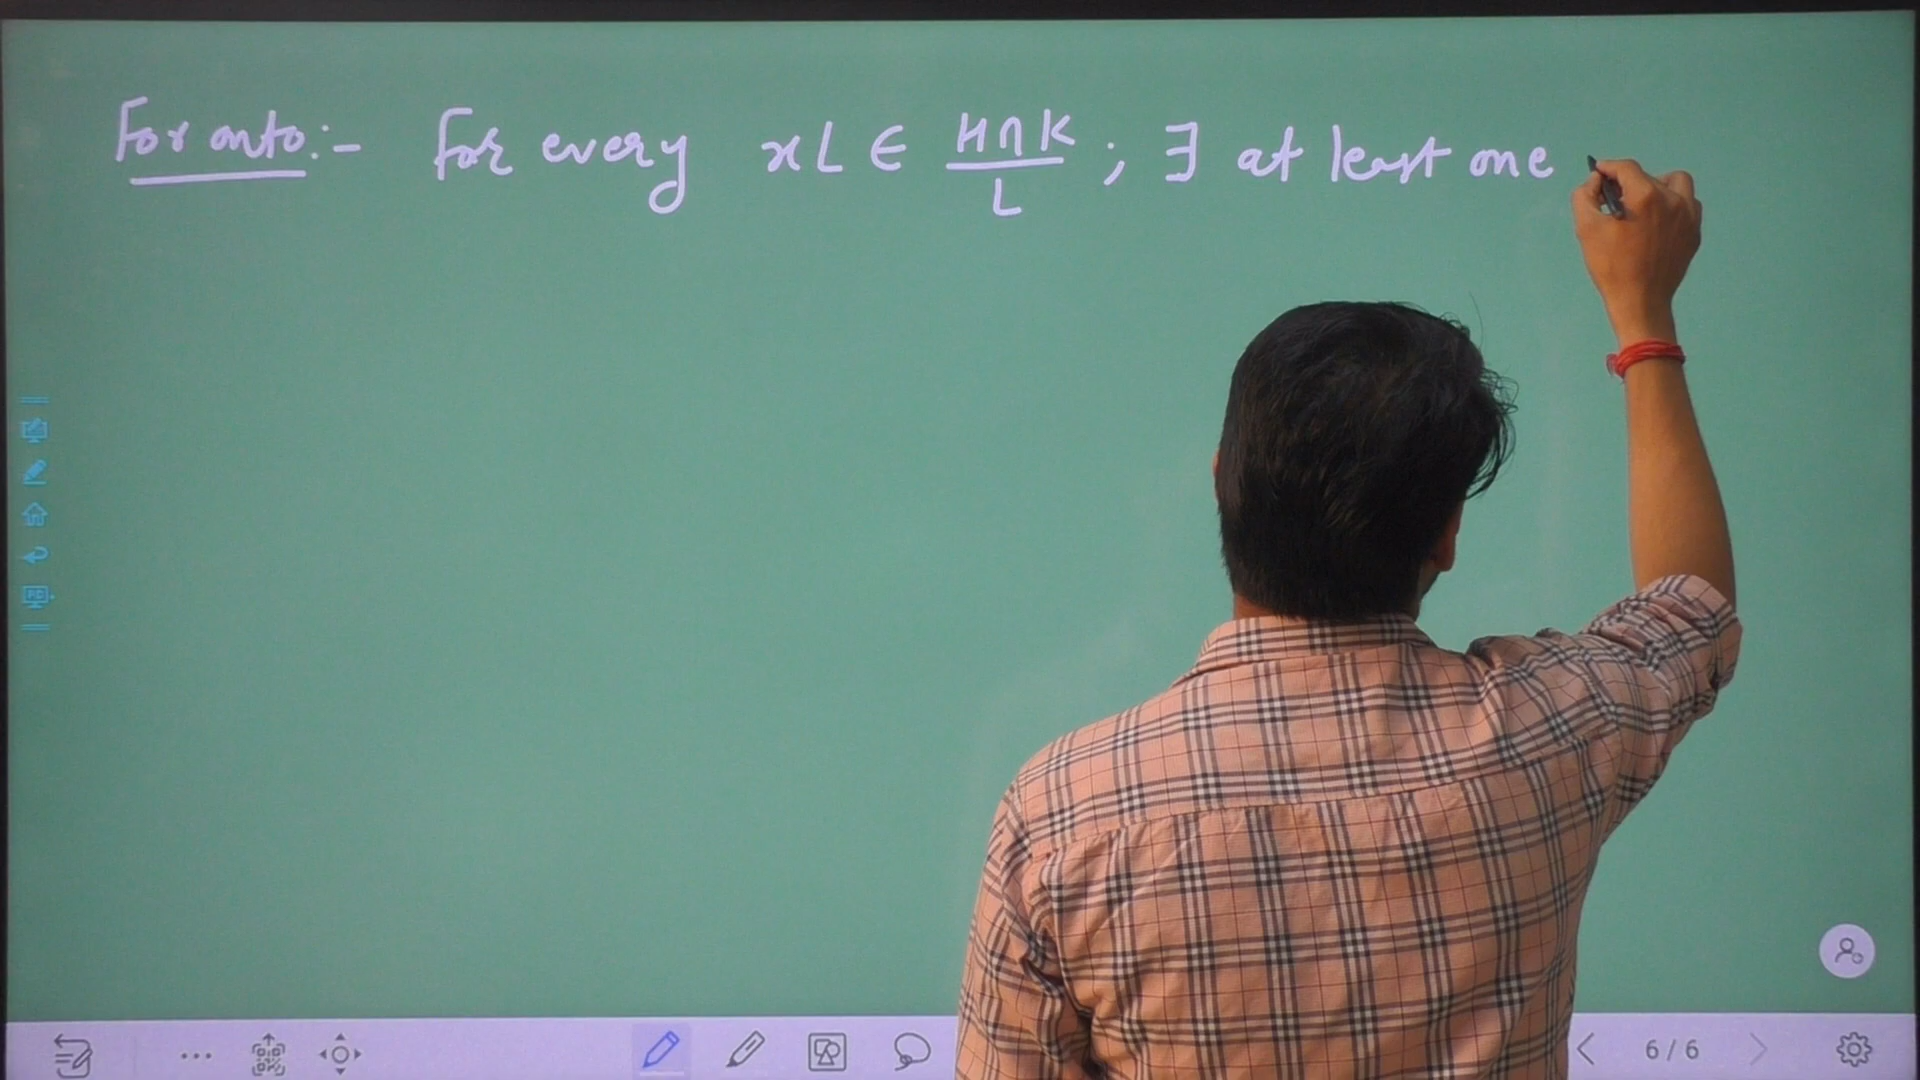 For onto:- for every xL ∈ H∩K/L ; ∃ at least one
6/6